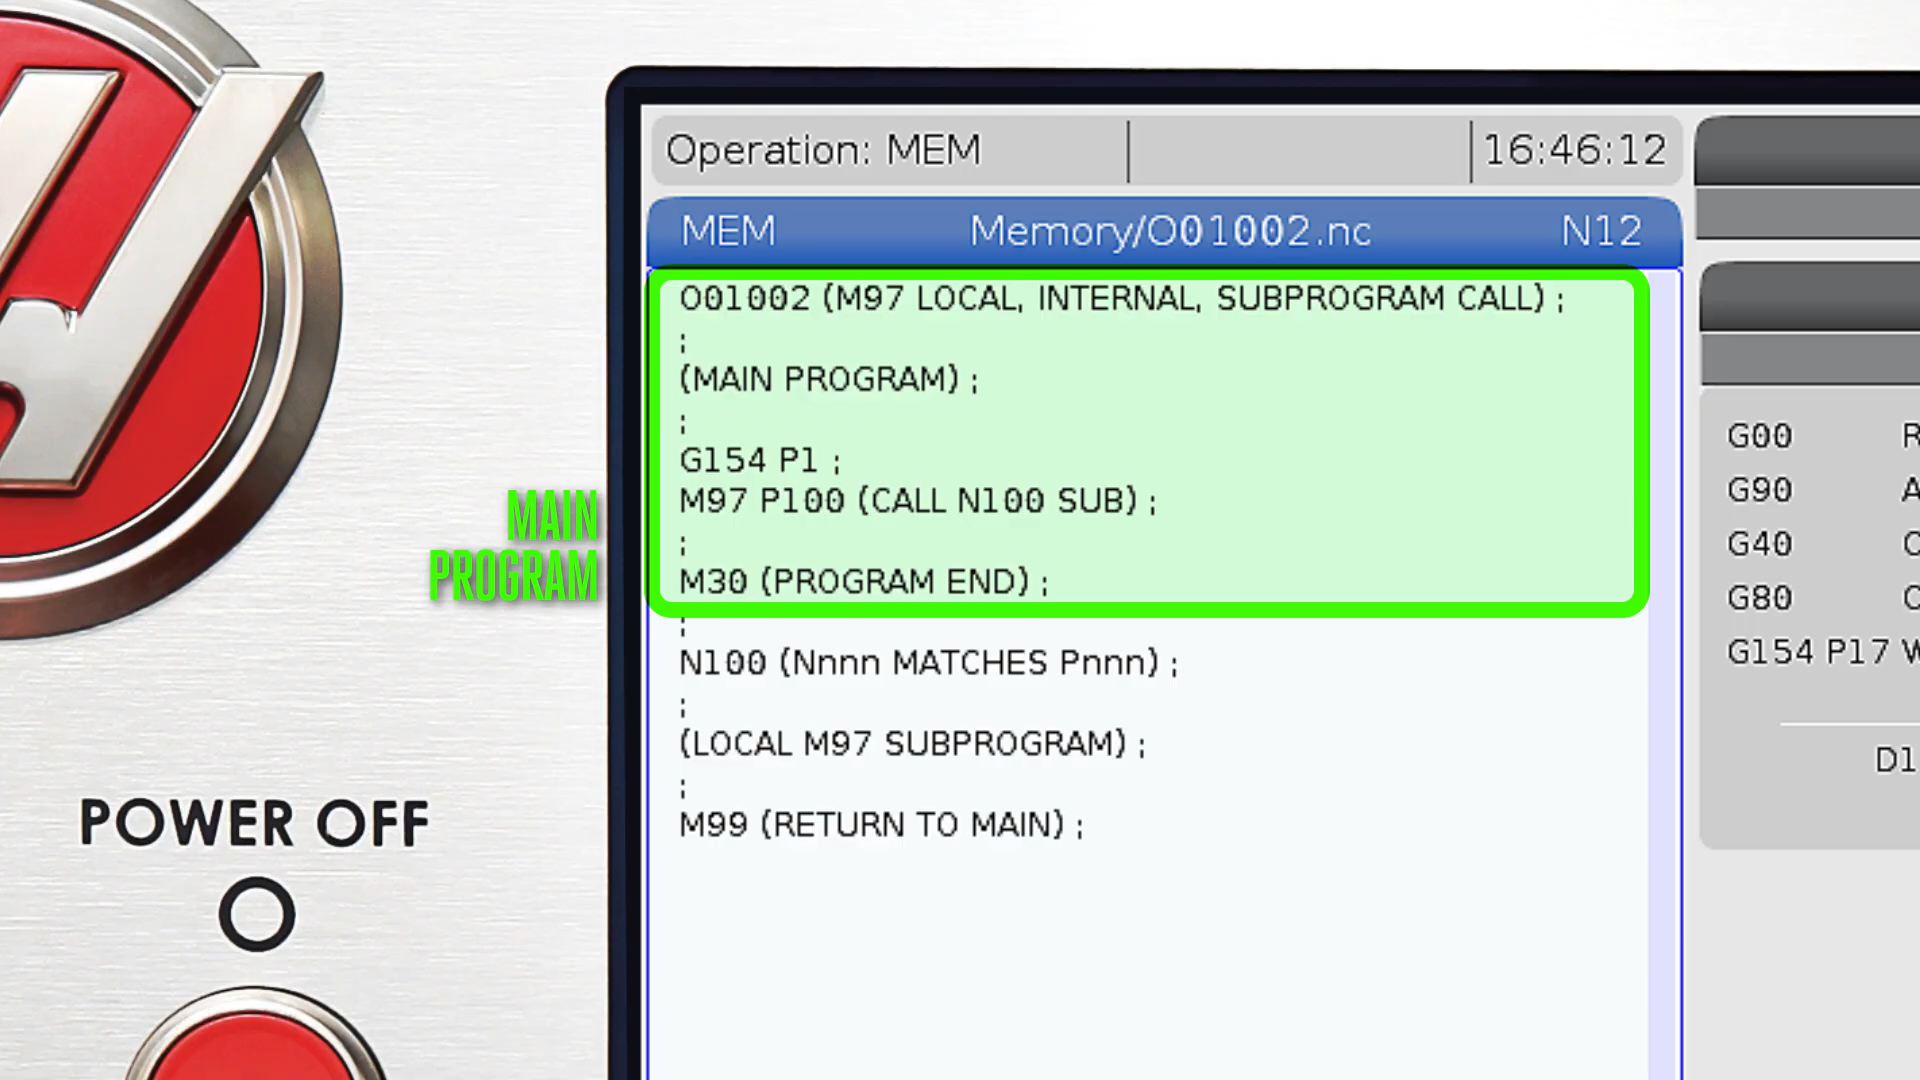 Operation: MEM
16:46:12
MEM Memory/O01002.nc N12
O01002 (M97 LOCAL, INTERNAL, SUBPROGRAM CALL) ;
;
(MAIN PROGRAM) ;
;
G154 P1 ;
M97 P100 (CALL N100 SUB) ;
;
M30 (PROGRAM END) ;
;
N100 (Nnnn MATCHES Pnnn) ;
;
(LOCAL M97 SUBPROGRAM) ;
;
M99 (RETURN TO MAIN) ;
MAIN
PROGRAM
POWER OFF
G00
G90
G40
G80
G154 P17
D1